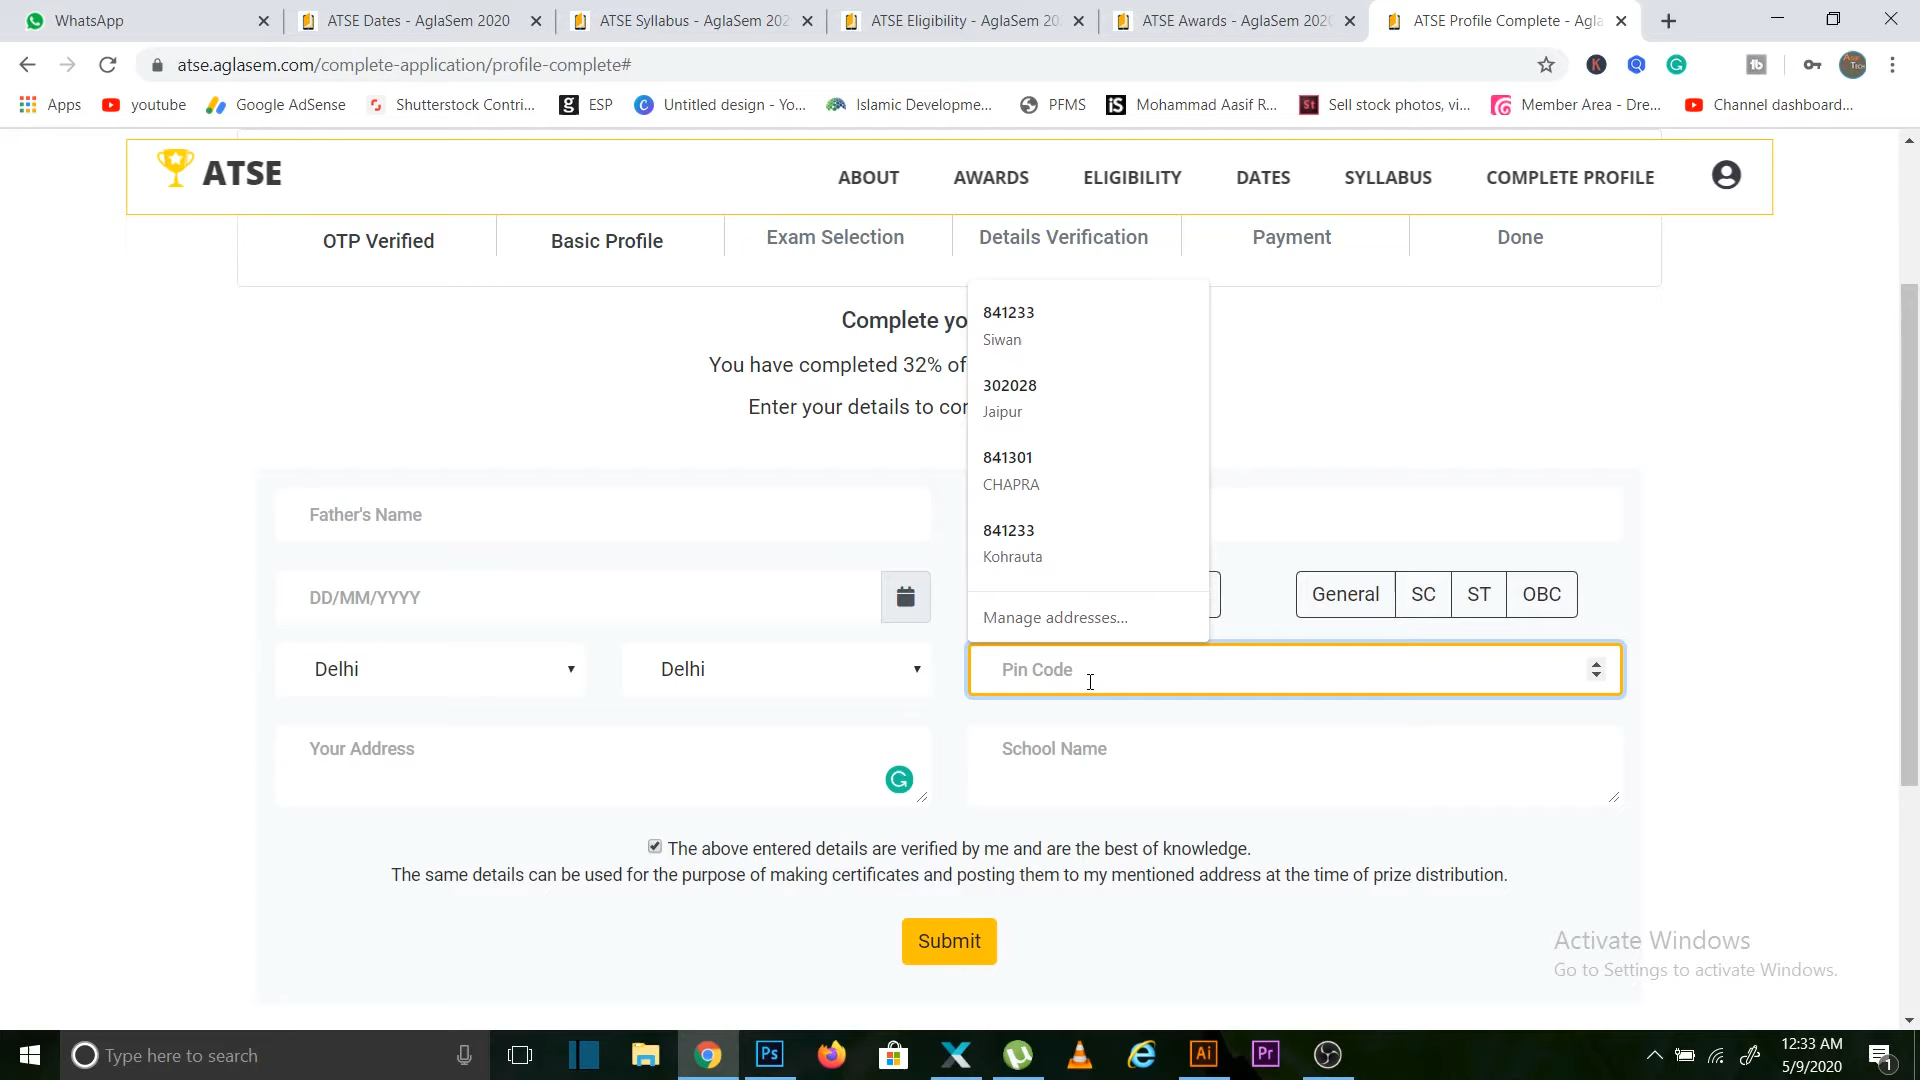 WhatsApp
ATSE Dates - AglaSem 2020
ATSE Syllabus - AglaSem 202
ATSE Eligibility - AglaSem 20
ATSE Awards - AglaSem 2020
ATSE Profile Complete - Agla
atse.aglasem.com/complete-application/profile-complete#
Apps
youtube
Google AdSense
Shutterstock Contri...
ESP
Untitled design - Yo...
Islamic Developme...
PFMS
Mohammad Aasif R...
Sell stock photos, vi...
Member Area - Dre...
Channel dashboard...
ATSE
ABOUT
AWARDS
ELIGIBILITY
DATES
SYLLABUS
COMPLETE PROFILE
OTP Verified
Basic Profile
Exam Selection
Details Verification
Payment
Done
Complete yo
You have completed 32% of
Enter your details to cor
841233
Siwan
302028
Jaipur
841301
CHAPRA
841233
Kohrauta
Manage addresses...
Father's Name
DD/MM/YYYY
General
SC
ST
OBC
Delhi
Delhi
Pin Code
Your Address
School Name
The above entered details are verified by me and are the best of knowledge.
The same details can be used for the purpose of making certificates and posting them to my mentioned address at the time of prize distribution.
Submit
Activate Windows
Go to Settings to activate Windows.
Type here to search
Ps
Ai
Pr
12:33 AM
5/9/2020
1